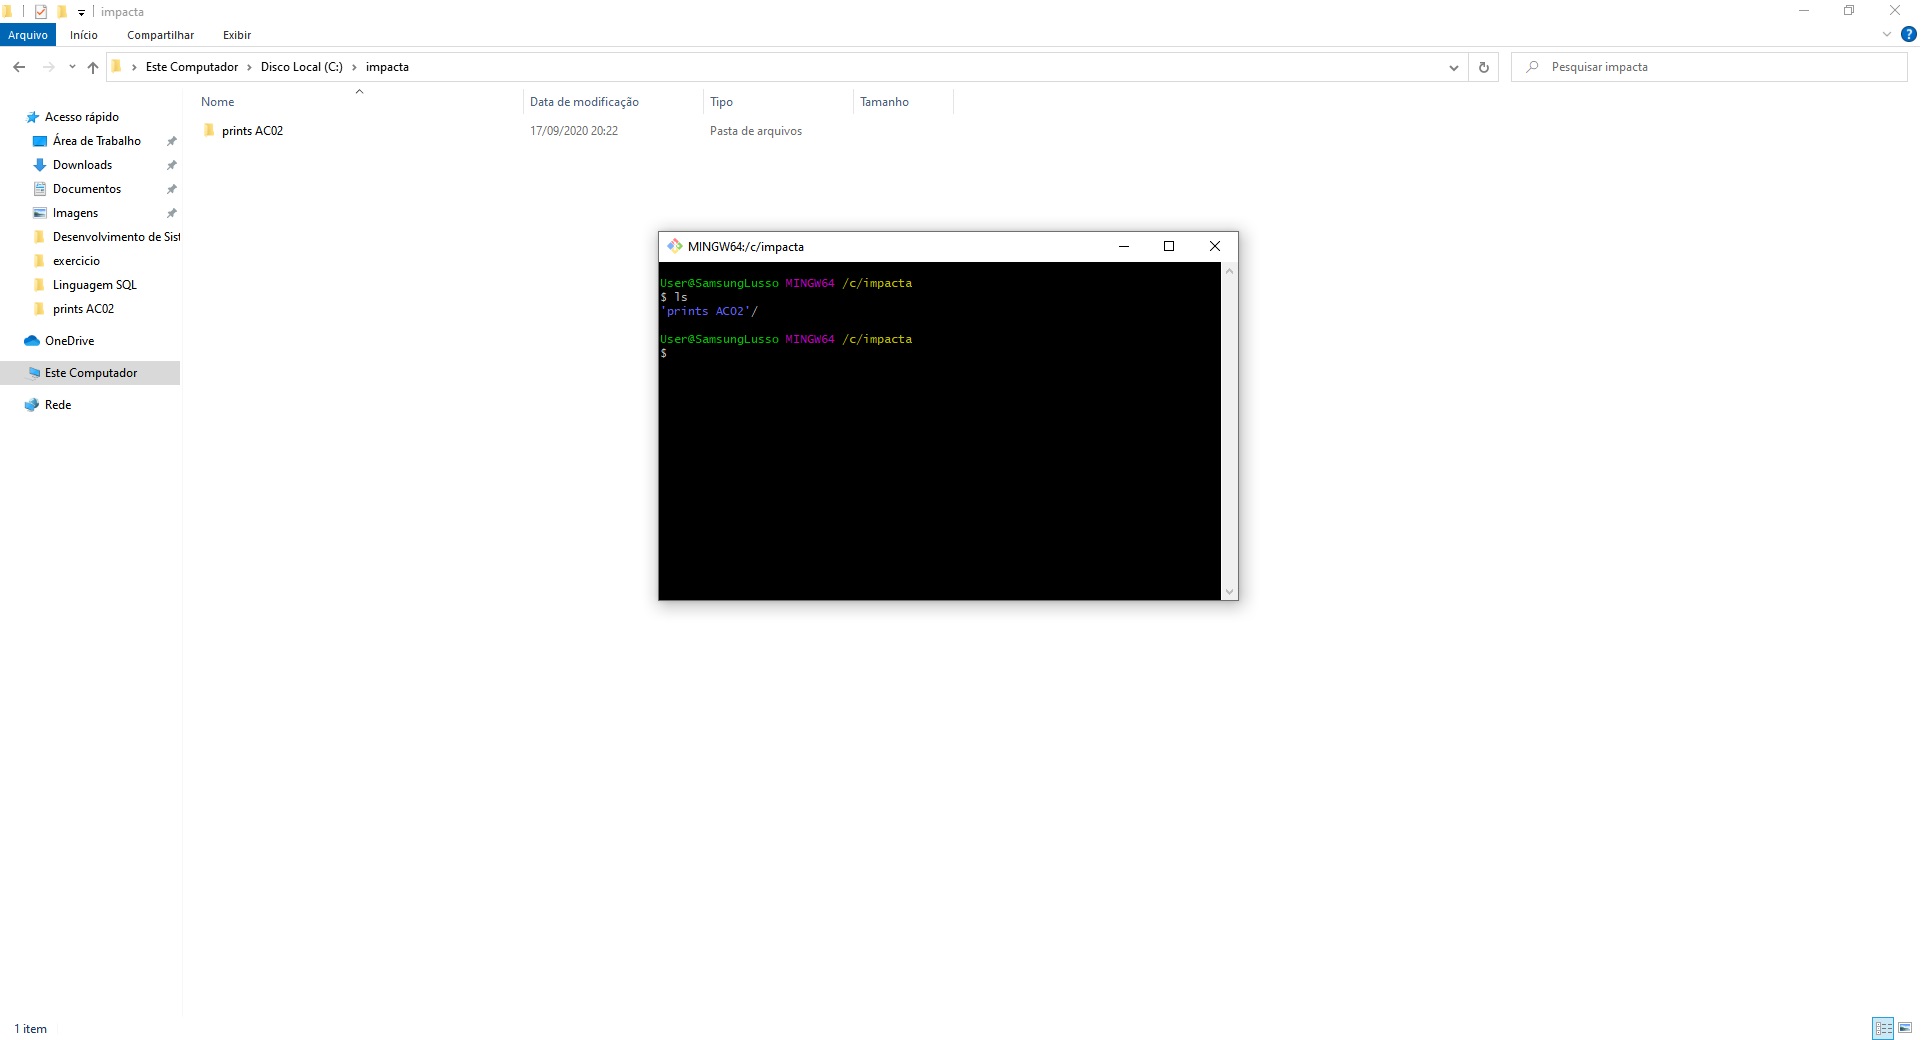 impacta
Arquivo Início Compartilhar Exibir
Este Computador Disco Local (C:) impacta
Pesquisar impacta
Nome Data de modificação Tipo Tamanho
prints AC02 17/09/2020 20:22 Pasta de arquivos
Acesso rápido
Área de Trabalho
Downloads
Documentos
Imagens
Desenvolvimento de Sist
exercicio
Linguagem SQL
prints AC02
OneDrive
Este Computador
Rede
MINGW64:/c/impacta
User@SamsungLusso MINGW64 /c/impacta
$ ls
'prints AC02'/
User@SamsungLusso MINGW64 /c/impacta
$
1 item